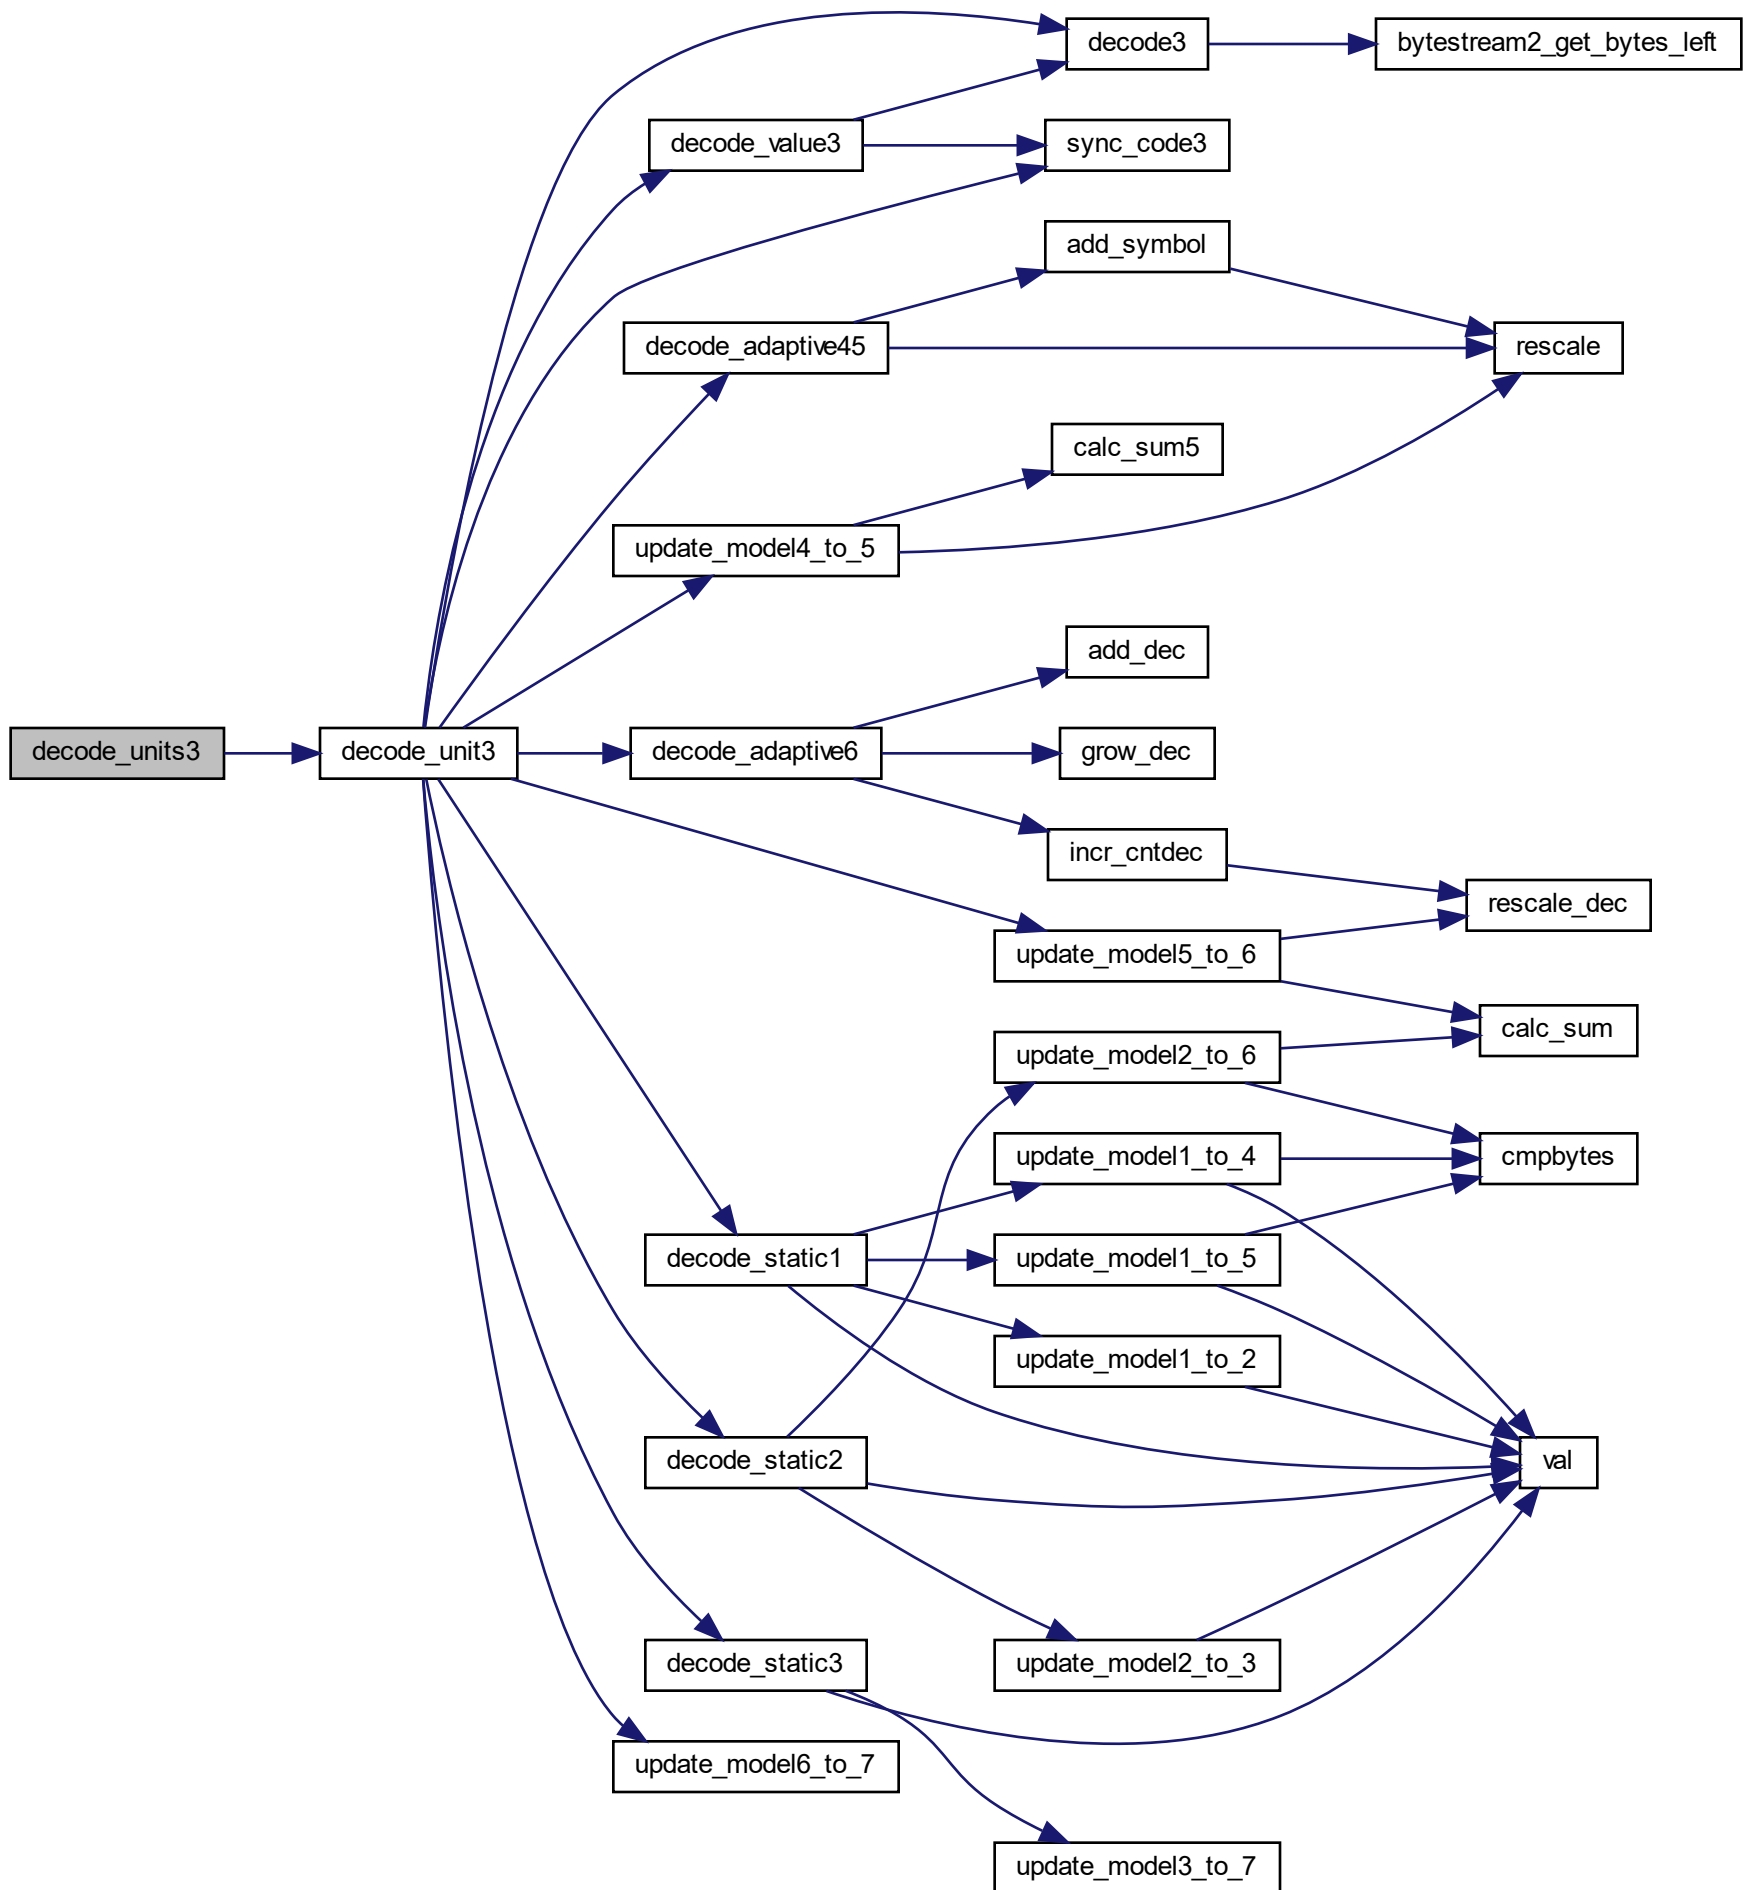 decode3
bytestream2_get_bytes_left
decode_value3
sync_code3
add_symbol
decode_adaptive45
rescale
calc_sum5
update_model4_to_5
add_dec
decode_units3
decode_unit3
decode_adaptive6
grow_dec
incr_cntdec
rescale_dec
update_model5_to_6
calc_sum
update_model2_to_6
update_model1_to_4
cmpbytes
decode_static1
update_model1_to_5
update_model1_to_2
decode_static2
val
decode_static3
update_model2_to_3
update_model6_to_7
update_model3_to_7